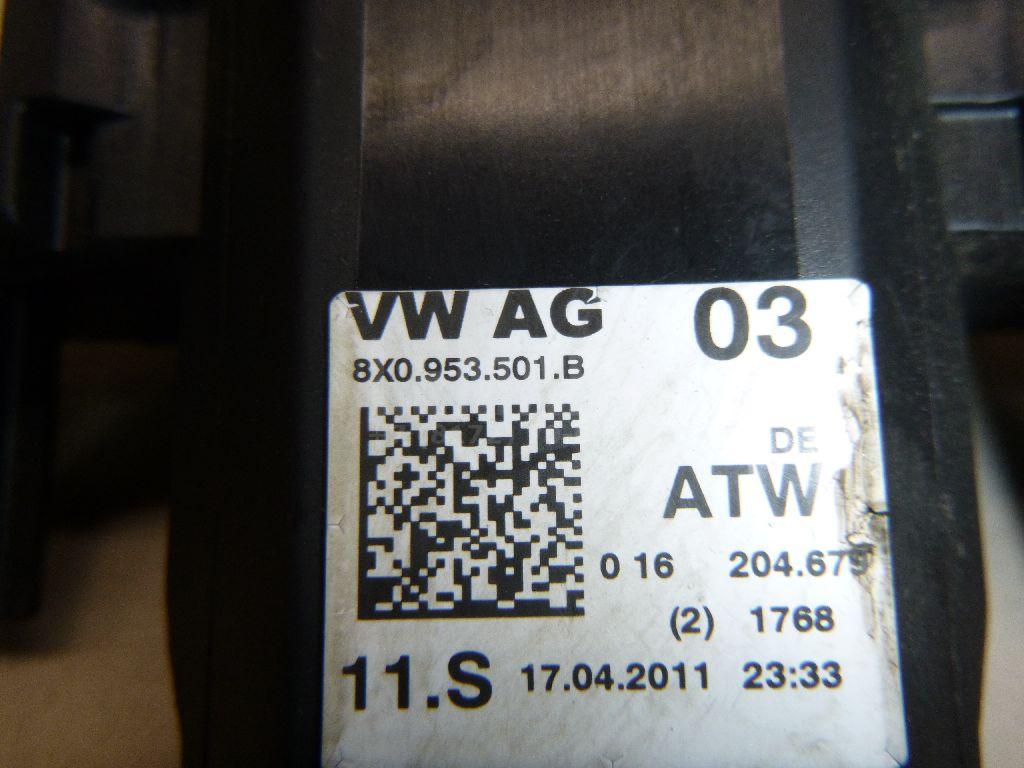 VW AG 03
8X0.953.501.B
DE
ATW
0 16 204.679
(2) 1768
11.S 17.04.2011 23:33